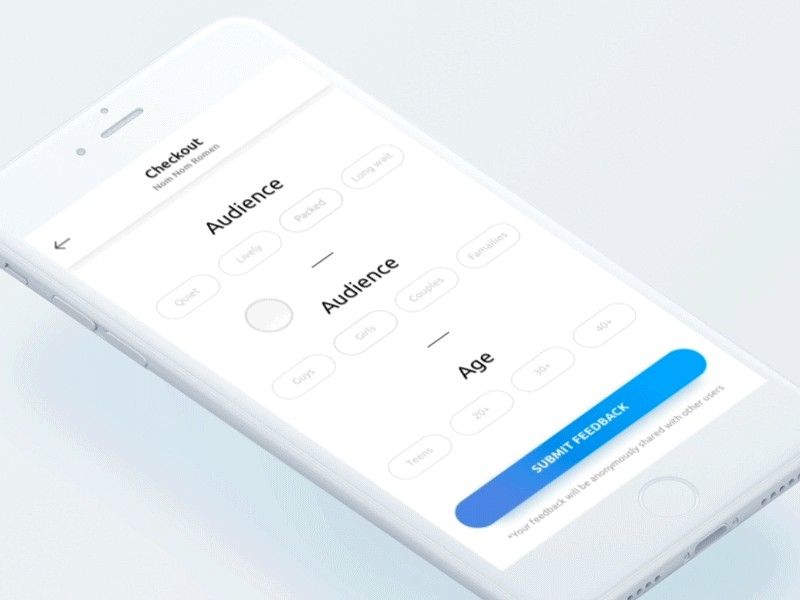 Checkout
Nom Nom Romen
Audience
Quiet Lively Packed Long wait
Audience
Guys Girls Couples Famailies
Age
Teens 20+ 30+ 40+
SUBMIT FEEDBACK
*Your feedback will be anonymously shared with other users